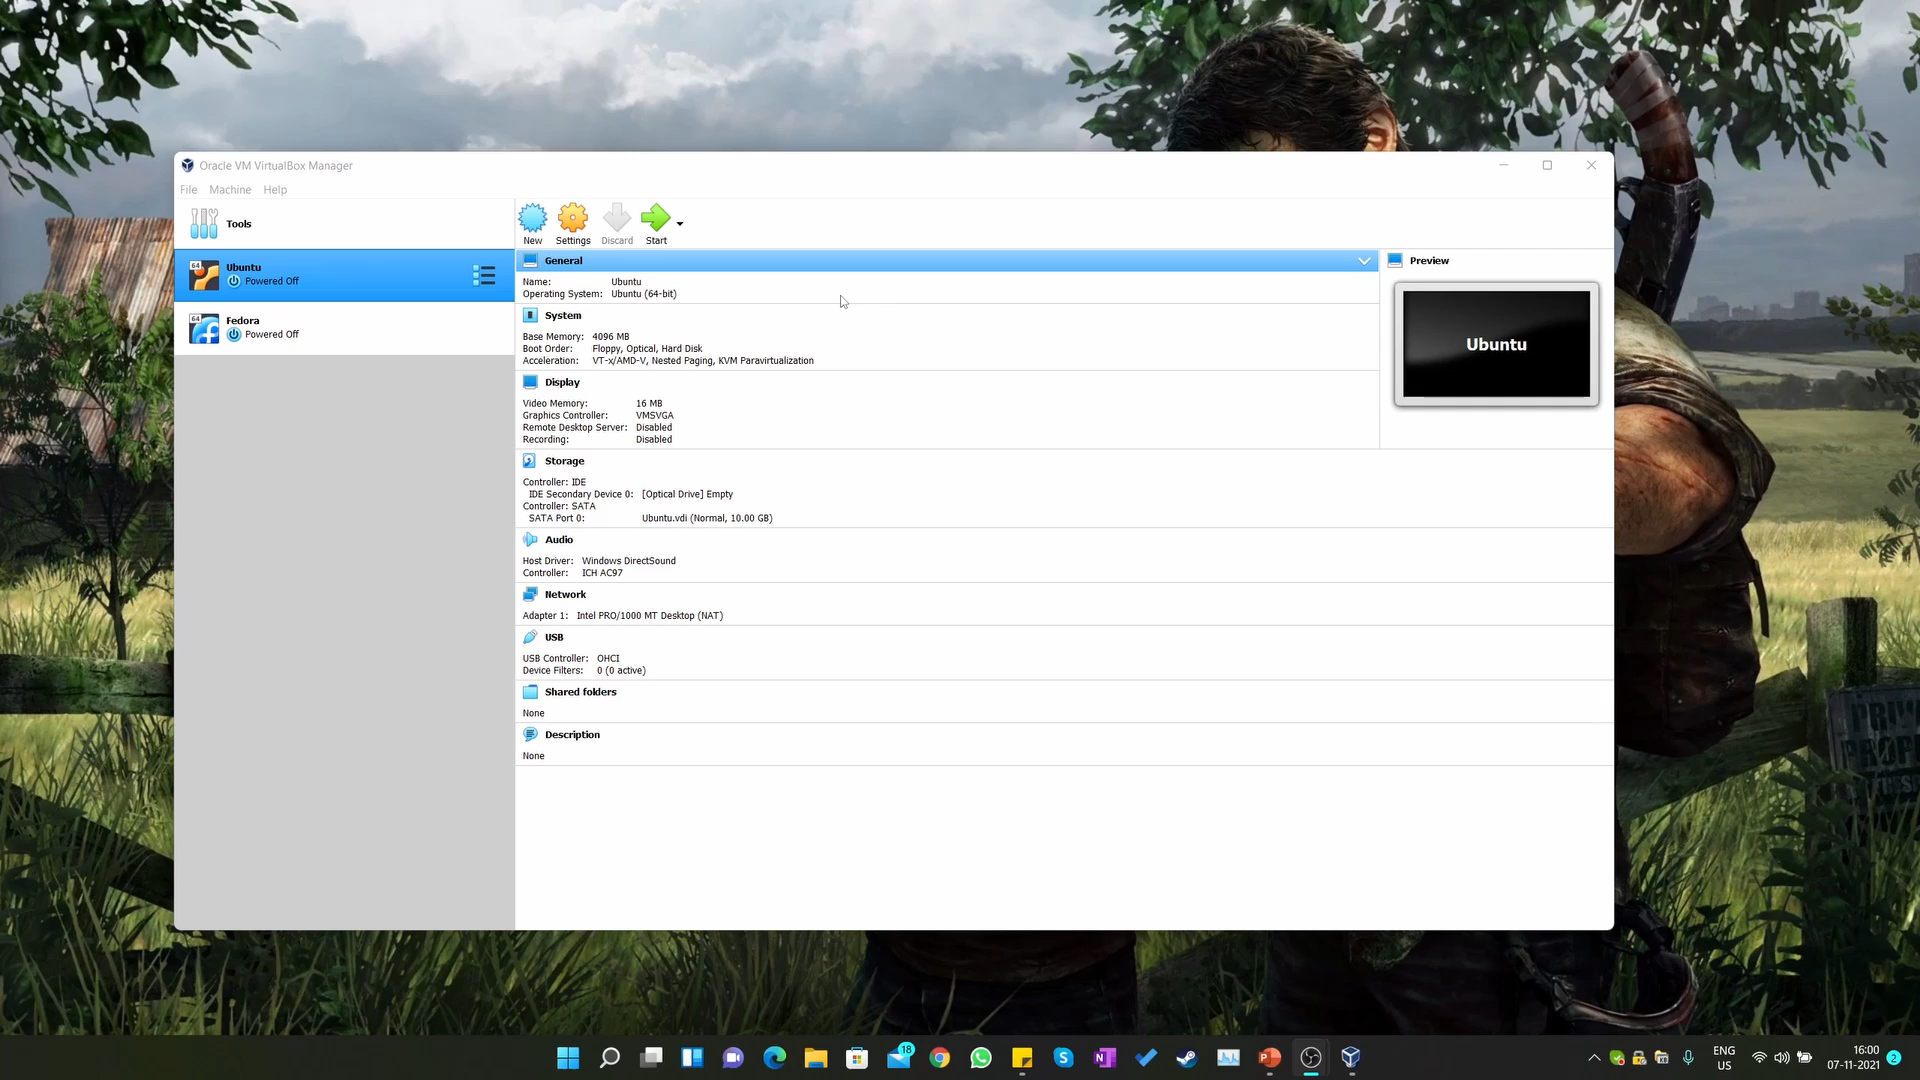 Oracle VM VirtualBox Manager
File Machine Help
Tools
New Settings Discard Start
64 Ubuntu
Powered Off
64 Fedora
Powered Off
General
Name: Ubuntu
Operating System: Ubuntu (64-bit)
System
Base Memory: 4096 MB
Boot Order: Floppy, Optical, Hard Disk
Acceleration: VT-x/AMD-V, Nested Paging, KVM Paravirtualization
Display
Video Memory: 16 MB
Graphics Controller: VMSVGA
Remote Desktop Server: Disabled
Recording: Disabled
Storage
Controller: IDE
IDE Secondary Device 0: [Optical Drive] Empty
Controller: SATA
SATA Port 0: Ubuntu.vdi (Normal, 10.00 GB)
Audio
Host Driver: Windows DirectSound
Controller: ICH AC97
Network
Adapter 1: Intel PRO/1000 MT Desktop (NAT)
USB
USB Controller: OHCI
Device Filters: 0 (0 active)
Shared folders
None
Description
None
Preview
Ubuntu
18
ENG
US
16:00
07-11-2021
2